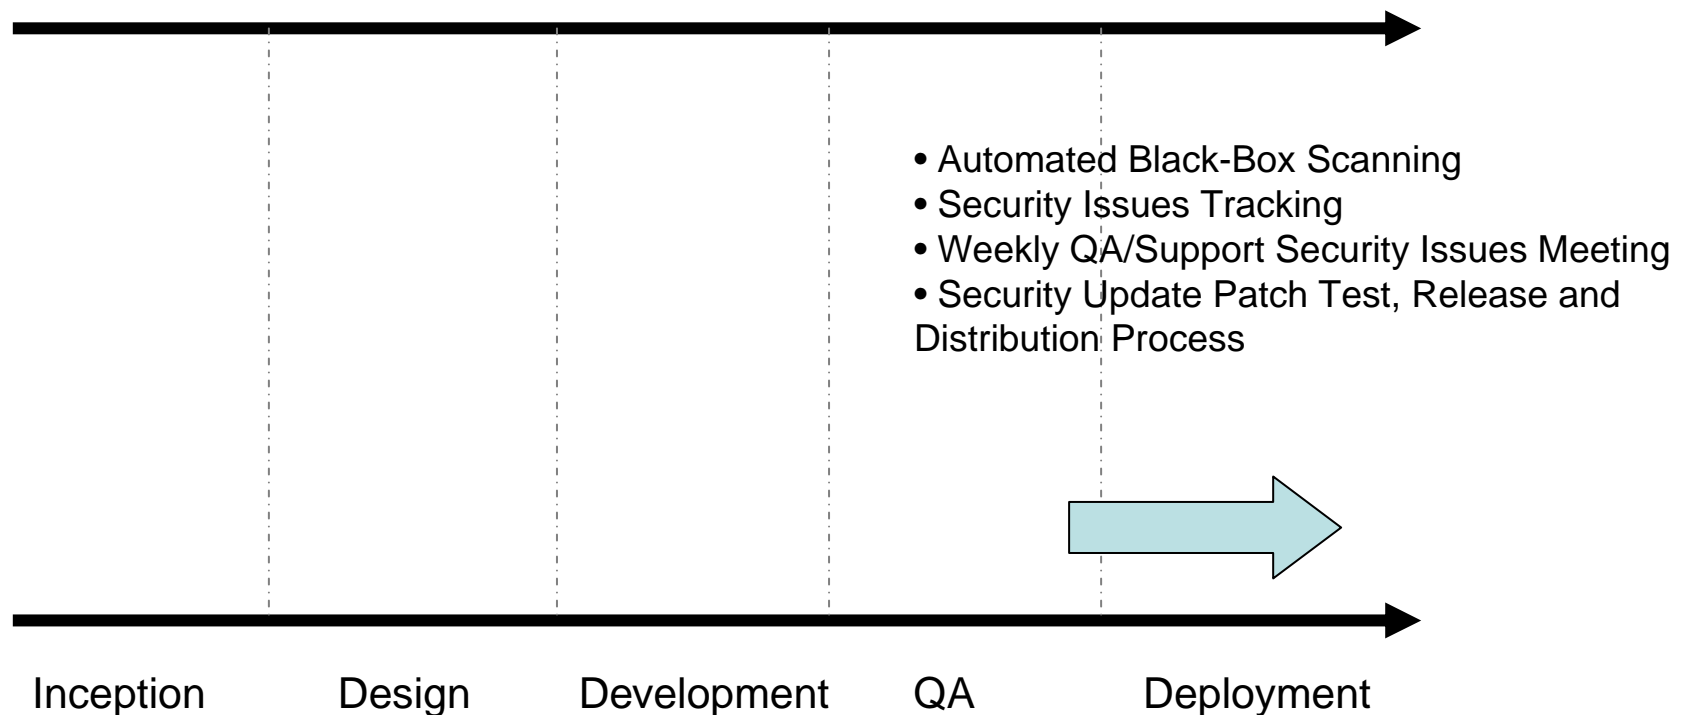 • Automated Black-Box Scanning
• Security Issues Tracking
• Weekly QA/Support Security Issues Meeting
• Security Update Patch Test, Release and
Distribution Process
Inception Design Development QA Deployment